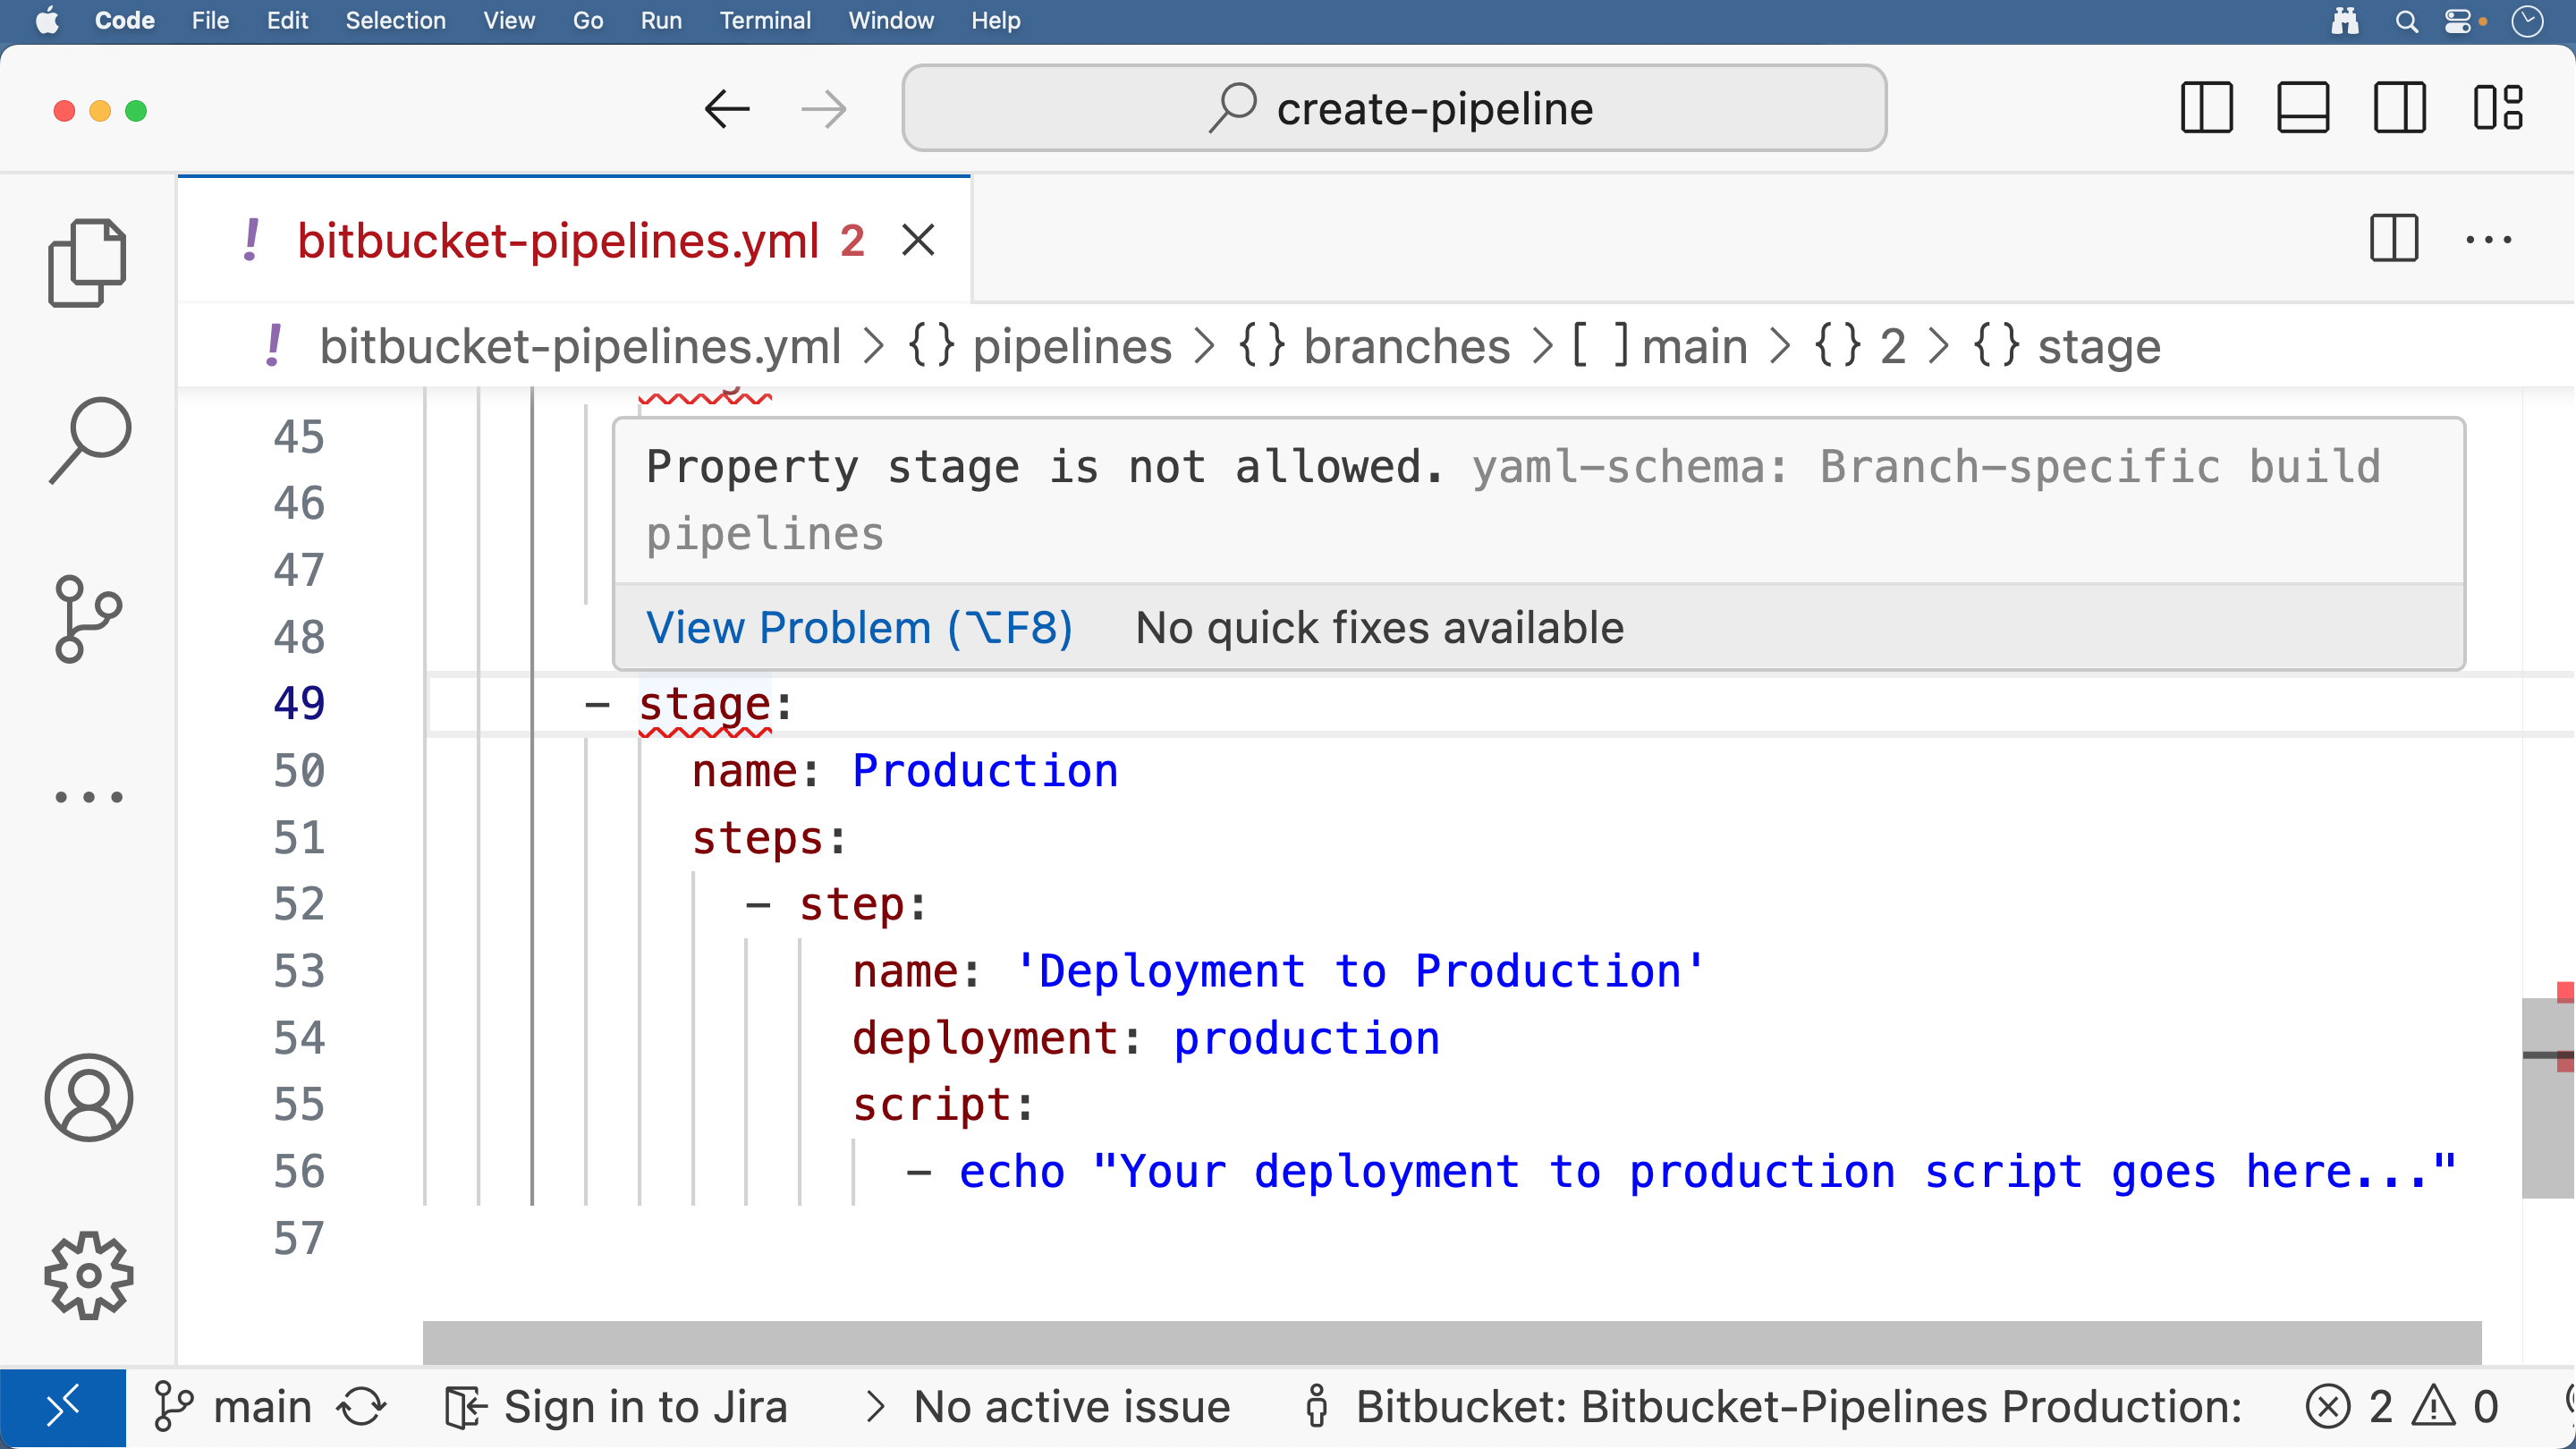 Code File Edit Selection View Go Run Terminal Window Help
create-pipeline
! bitbucket-pipelines.yml 2
! bitbucket-pipelines.yml > {} pipelines > {} branches > [ ] main > {} 2 > {} stage
45
46
47
48
Property stage is not allowed. yaml-schema: Branch-specific build
pipelines
View Problem (⌥F8) No quick fixes available
49 - stage:
50 name: Production
51 steps:
52 - step:
53 name: 'Deployment to Production'
54 deployment: production
55 script:
56 - echo "Your deployment to production script goes here..."
57
main Sign in to Jira > No active issue Bitbucket: Bitbucket-Pipelines Production: 2 0